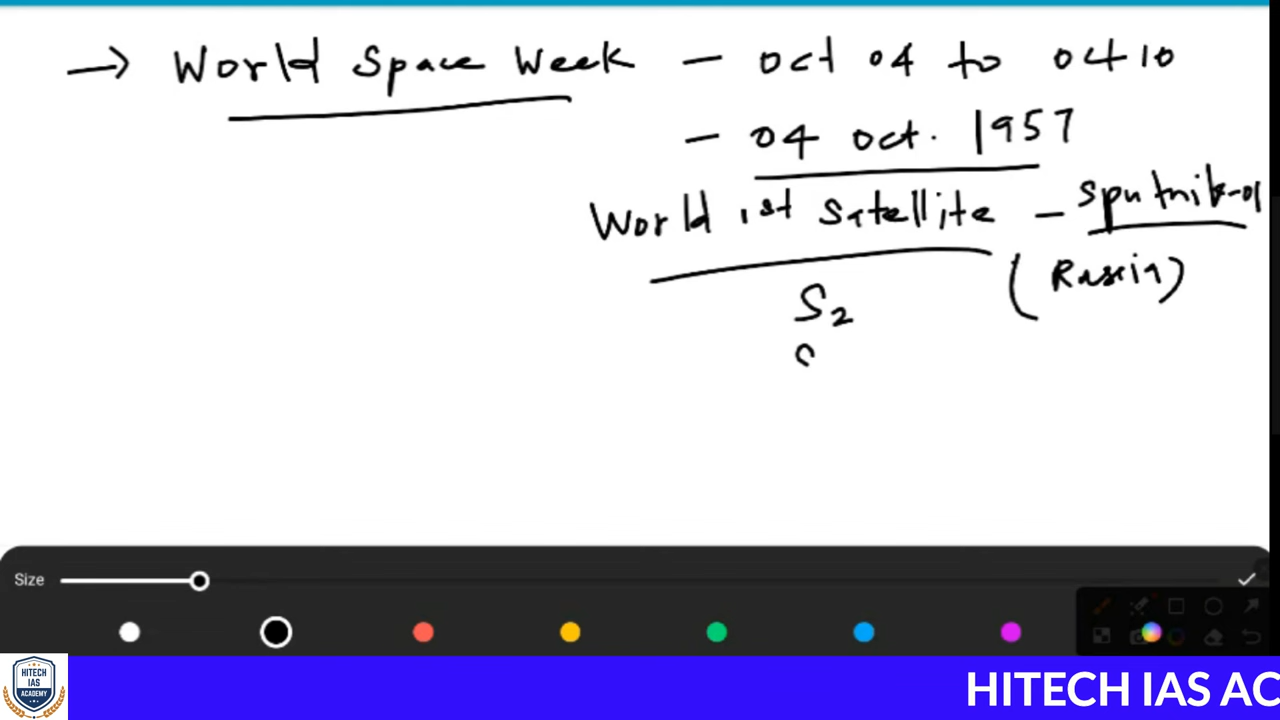 → World Space Week - Oct 04 to Oct 10
- 04 Oct. 1957
World 1st Satellite - Sputnik-01
(Russia)
S2
Size
HITECH IAS ACADEMY
HITECH IAS AC